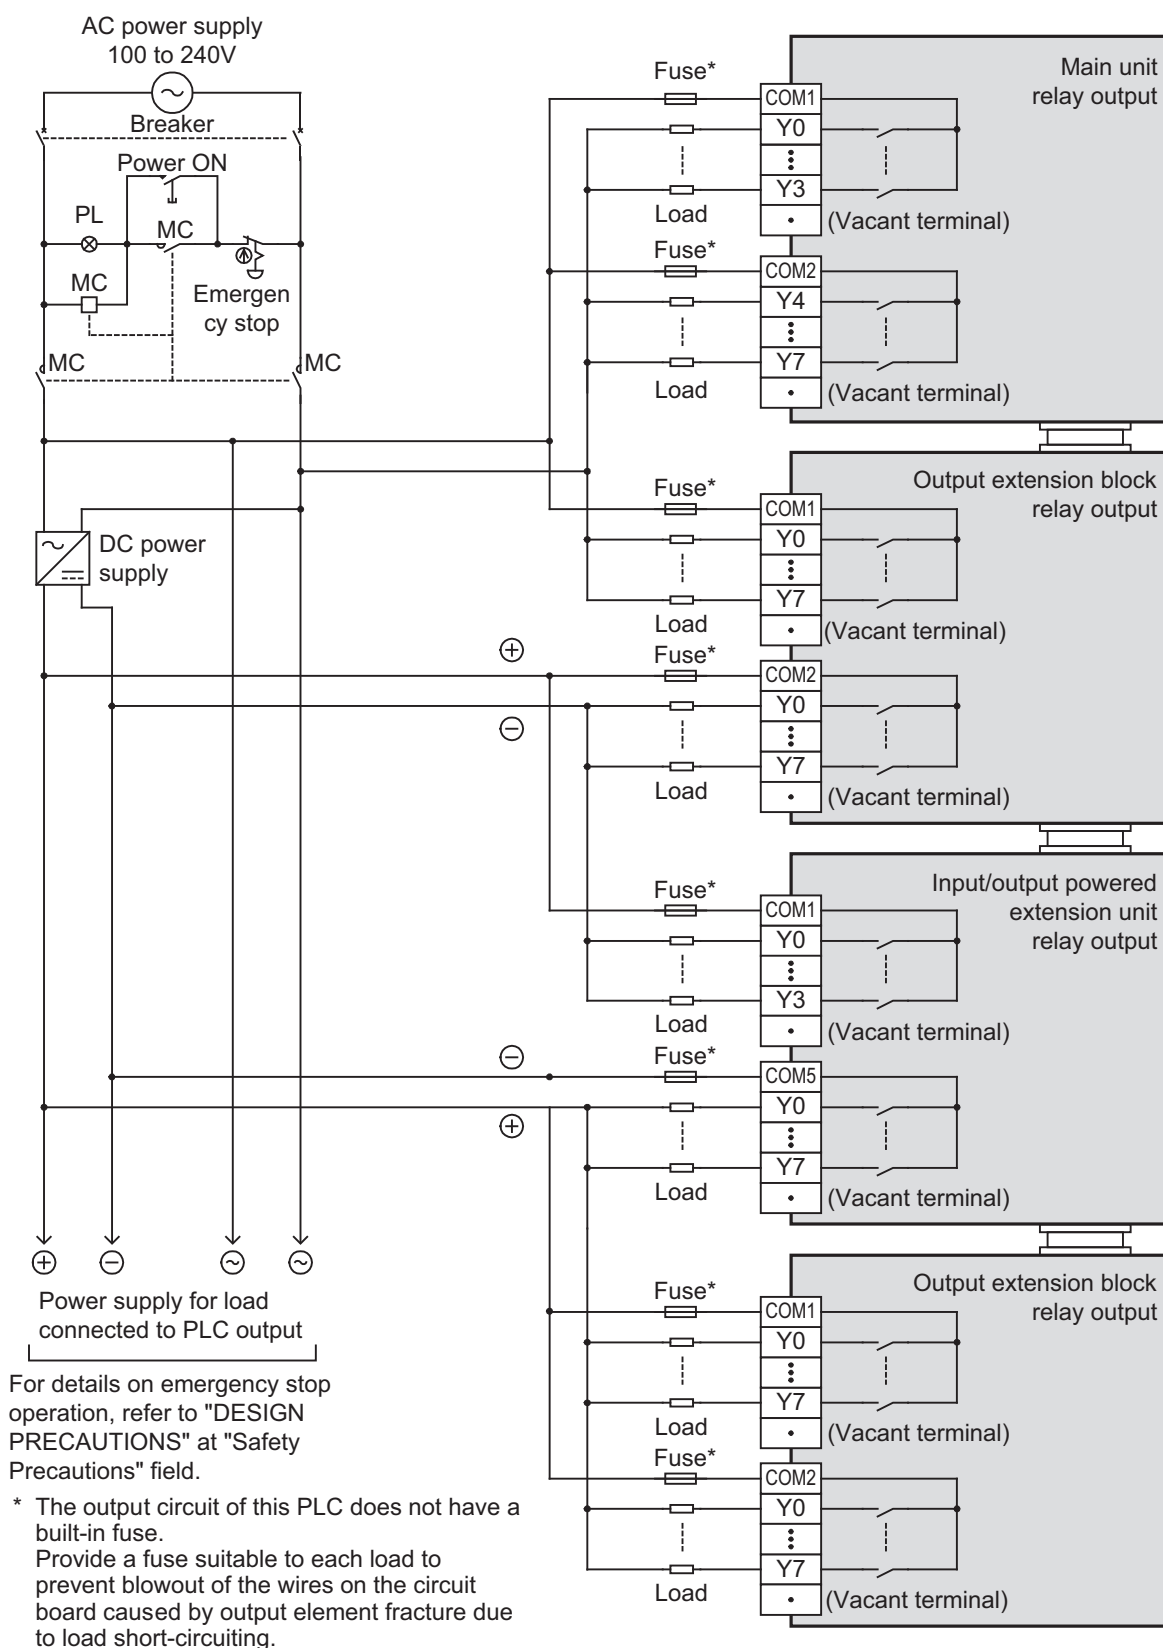 AC power supply
100 to 240V
Breaker
Power ON
PL
MC
MC
Emergen
cy stop
MC
MC
DC power
supply
Power supply for load
connected to PLC output
For details on emergency stop
operation, refer to "DESIGN
PRECAUTIONS" at "Safety
Precautions" field.
* The output circuit of this PLC does not have a
built-in fuse.
Provide a fuse suitable to each load to
prevent blowout of the wires on the circuit
board caused by output element fracture due
to load short-circuiting.
Main unit
relay output
Fuse*
COM1
Y0
Y3
Load
(Vacant terminal)
Fuse*
COM2
Y4
Y7
Load
(Vacant terminal)
Output extension block
relay output
Fuse*
COM1
Y0
Y7
Load
(Vacant terminal)
Fuse*
COM2
Y0
Y7
Load
(Vacant terminal)
Input/output powered
extension unit
relay output
Fuse*
COM1
Y0
Y3
Load
(Vacant terminal)
Fuse*
COM5
Y0
Y7
Load
(Vacant terminal)
Output extension block
relay output
Fuse*
COM1
Y0
Y7
Load
(Vacant terminal)
Fuse*
COM2
Y0
Y7
Load
(Vacant terminal)